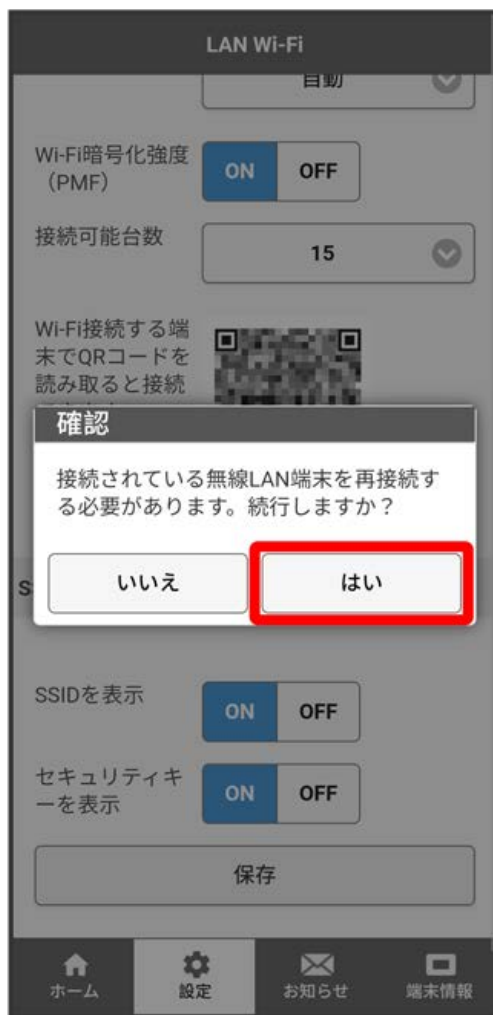 LAN Wi-Fi
自動
Wi-Fi暗号化強度
（PMF）
ON
OFF
接続可能台数
15
Wi-Fi接続する端
末でQRコードを
読み取ると接続
確認
接続されている無線LAN端末を再接続す
る必要があります。続行しますか？
いいえ
はい
S
SSIDを表示
ON
OFF
セキュリティキ
ーを表示
ON
OFF
保存
ホーム
設定
お知らせ
端末情報